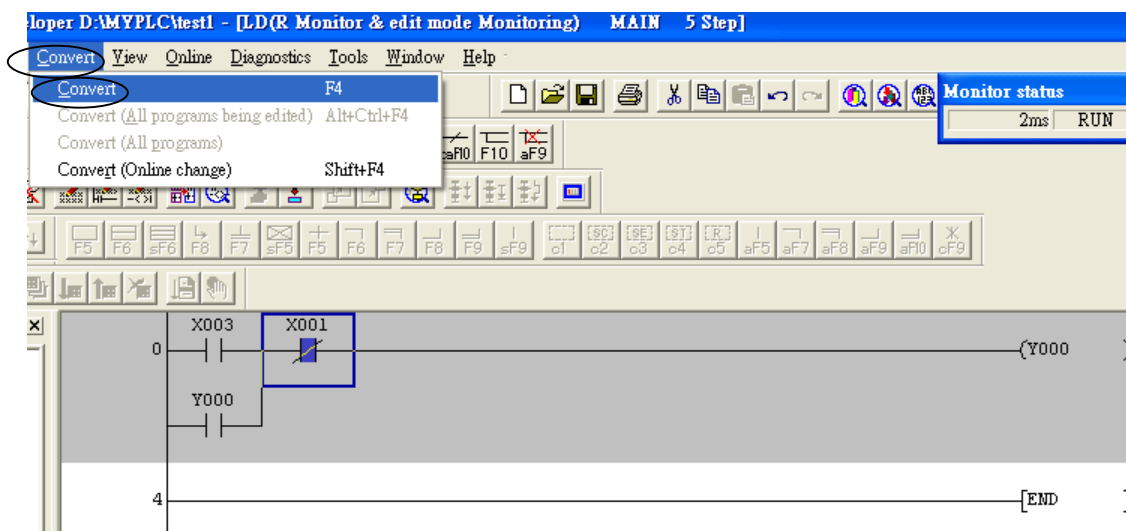 loper D:\MYPLC\test1 - [LD(R Monitor & edit mode Monitoring) MAIN 5 Step]
Convert View Online Diagnostics Tools Window Help
Convert F4
Convert (All programs being edited) Alt+Ctrl+F4
Convert (All programs)
Convert (Online change) Shift+F4
Monitor status
2ms RUN
caF10 F10 aF9
F5 F6 sF6 F8 F7 sF5 F5 F6 F7 F8 F9 sF9 c1 c2 c3 c4 c5 aF5 aF7 aF8 aF9 aF10 cF9
X003 X001
0 (Y000 )
Y000
4 [END ]